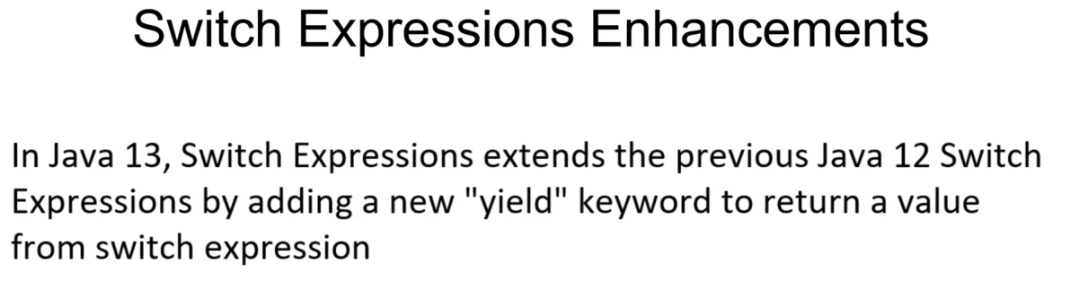 Switch Expressions Enhancements
In Java 13, Switch Expressions extends the previous Java 12 Switch
Expressions by adding a new "yield" keyword to return a value
from switch expression